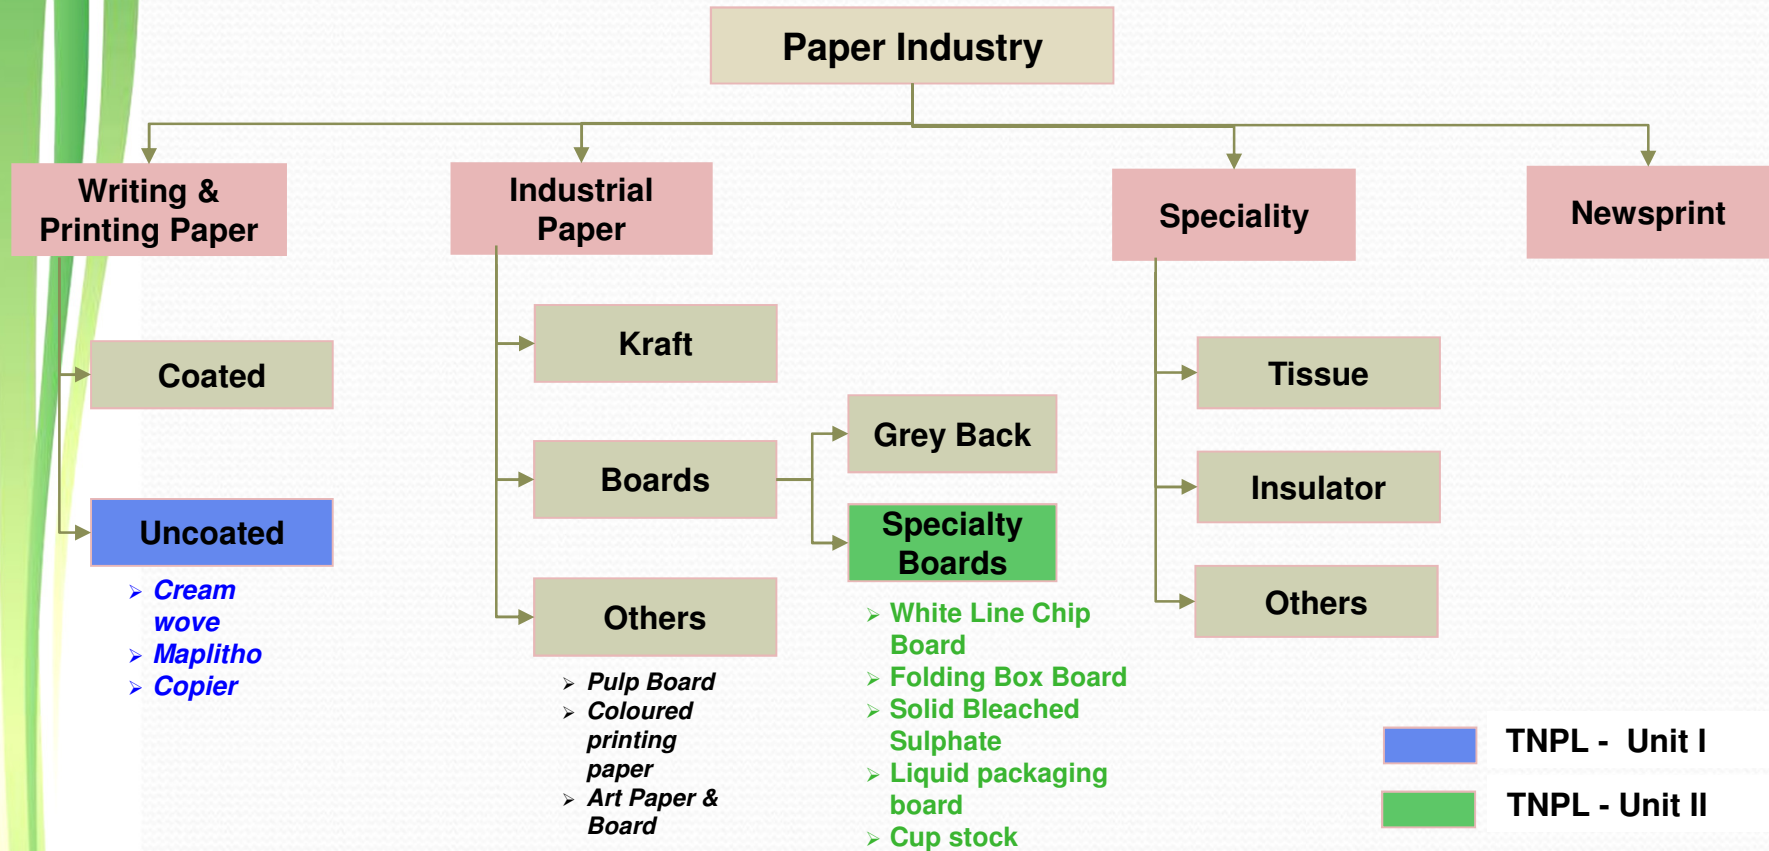 Paper Industry
Writing &
Printing Paper
Coated
Uncoated
➢ Cream
wove
➢ Maplitho
➢ Copier
Industrial
Paper
Kraft
Boards
Grey Back
Specialty
Boards
➢ White Line Chip
Board
➢ Folding Box Board
➢ Solid Bleached
Sulphate
➢ Liquid packaging
board
➢ Cup stock
Others
➢ Pulp Board
➢ Coloured
printing
paper
➢ Art Paper &
Board
Speciality
Tissue
Insulator
Others
Newsprint
TNPL - Unit I
TNPL - Unit II